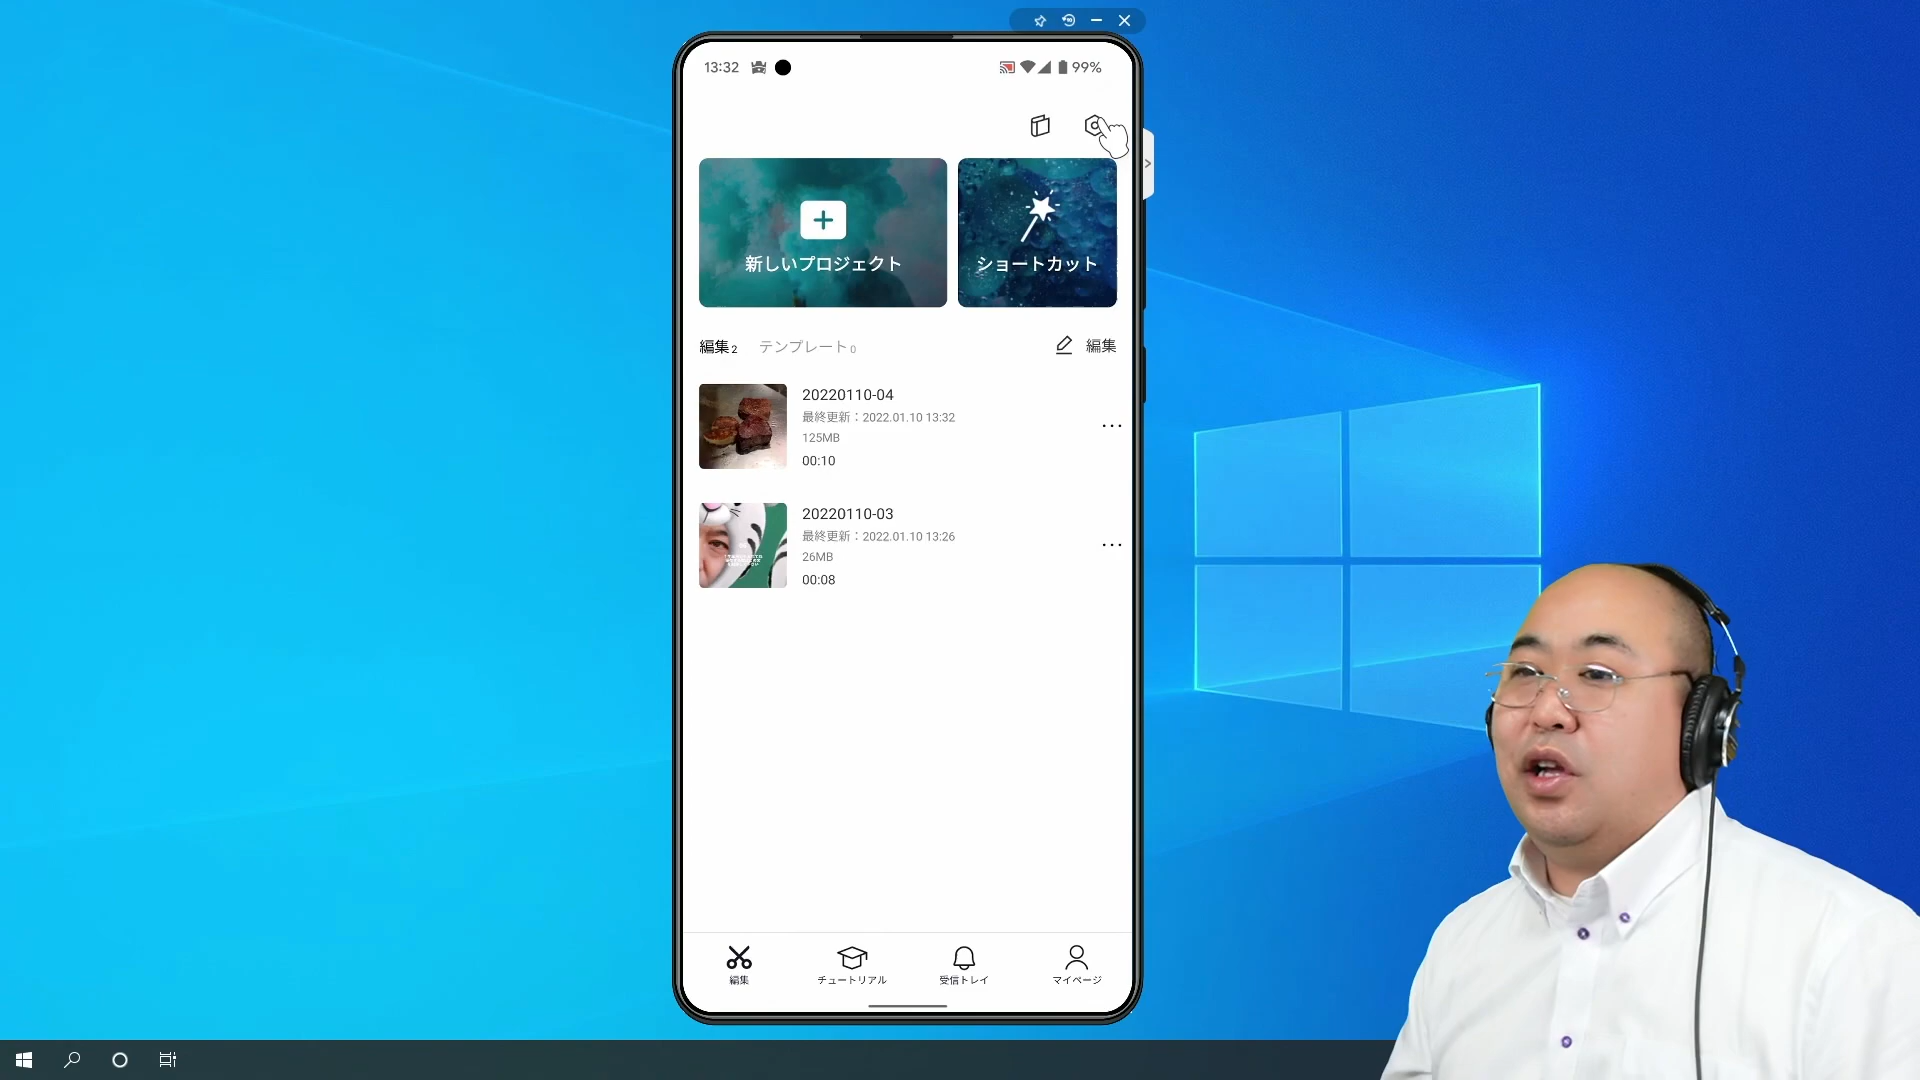 13:32
99%
新しいプロジェクト
ショートカット
編集2
テンプレート0
編集
20220110-04
最終更新：2022.01.10 13:32
125MB
00:10
20220110-03
最終更新：2022.01.10 13:26
26MB
00:08
編集
チュートリアル
受信トレイ
マイページ